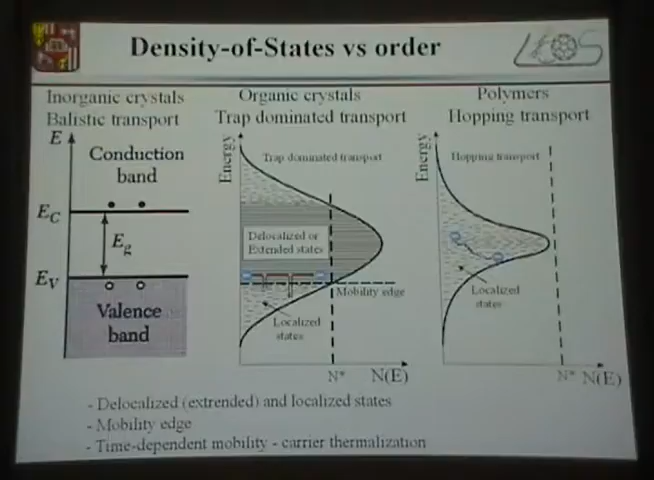 Density-of-States vs order
Inorganic crystals
Balistic transport
E
Conduction
band
E_C
E_g
E_V
Valence
band
Organic crystals
Trap dominated transport
Energy
Trap dominated transport
Delocalized or
Extended states
Mobility edge
Localized
states
N* N(E)
Polymers
Hopping transport
Energy
Hopping transport
Localized
states
N* N(E)
- Delocalized (extrended) and localized states
- Mobility edge
- Time-dependent mobility - carrier thermalization